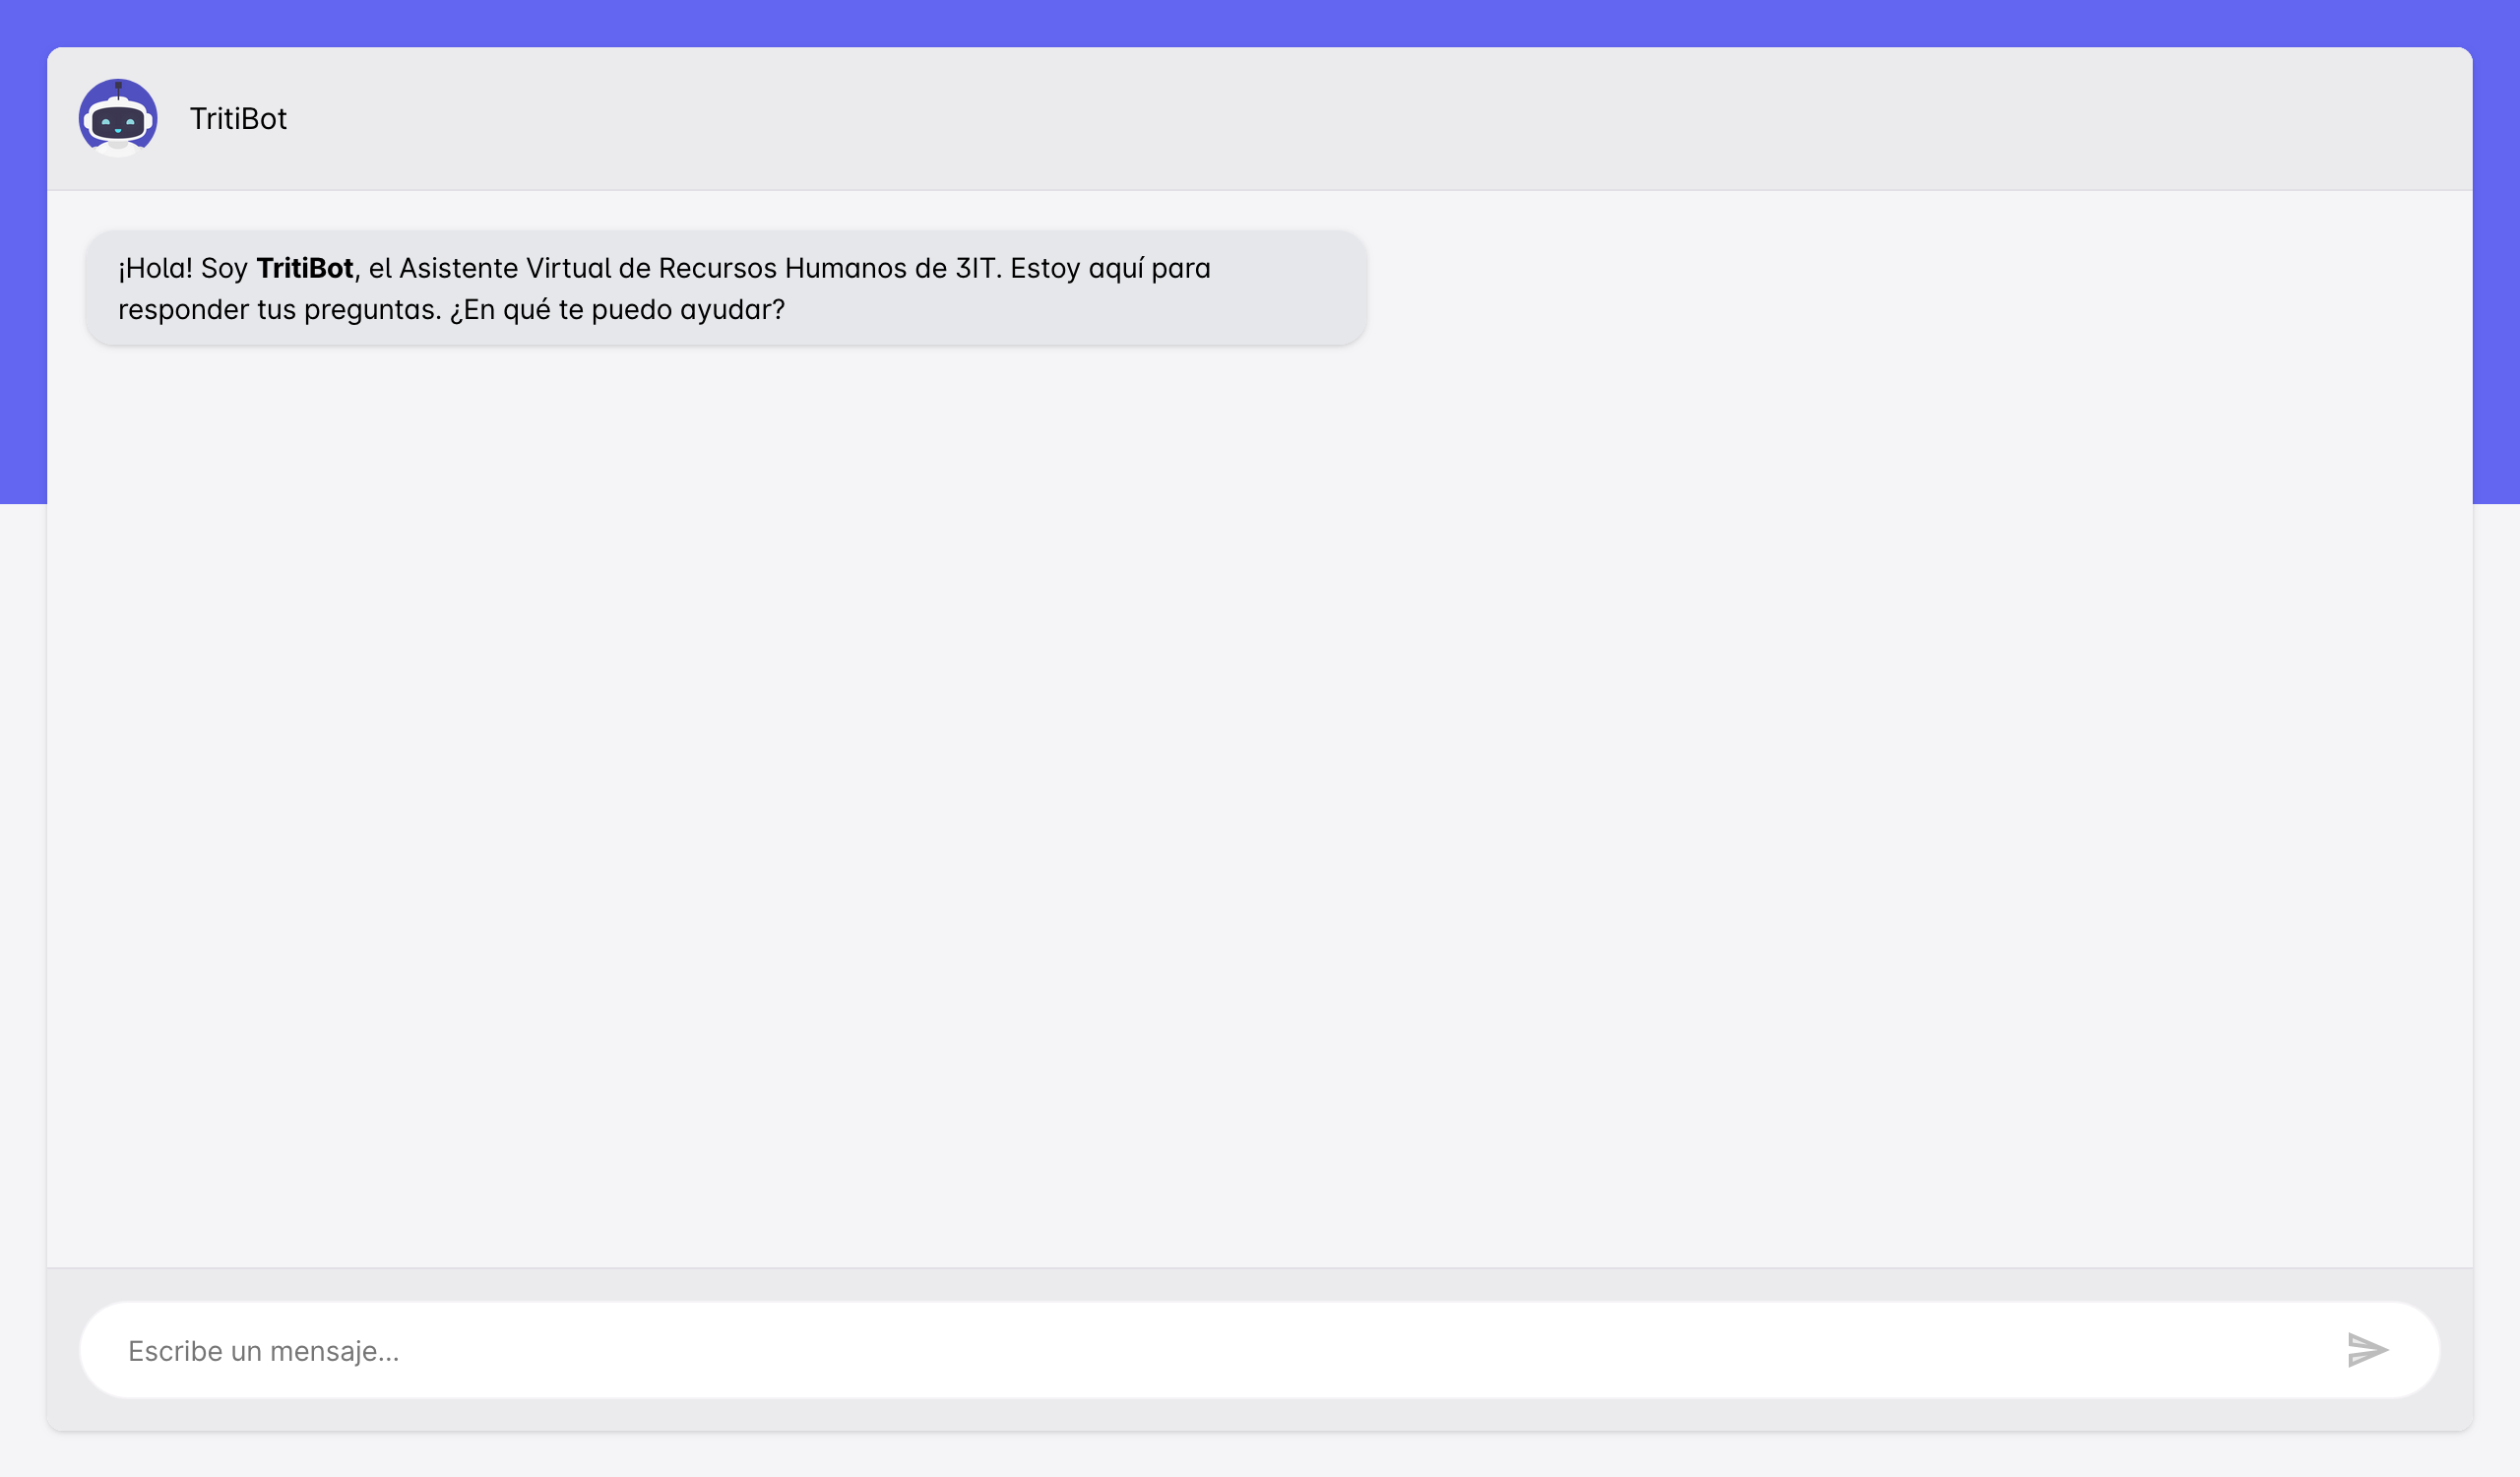 TritiBot
¡Hola! Soy TritiBot, el Asistente Virtual de Recursos Humanos de 3IT. Estoy aquí para
responder tus preguntas. ¿En qué te puedo ayudar?
Escribe un mensaje...